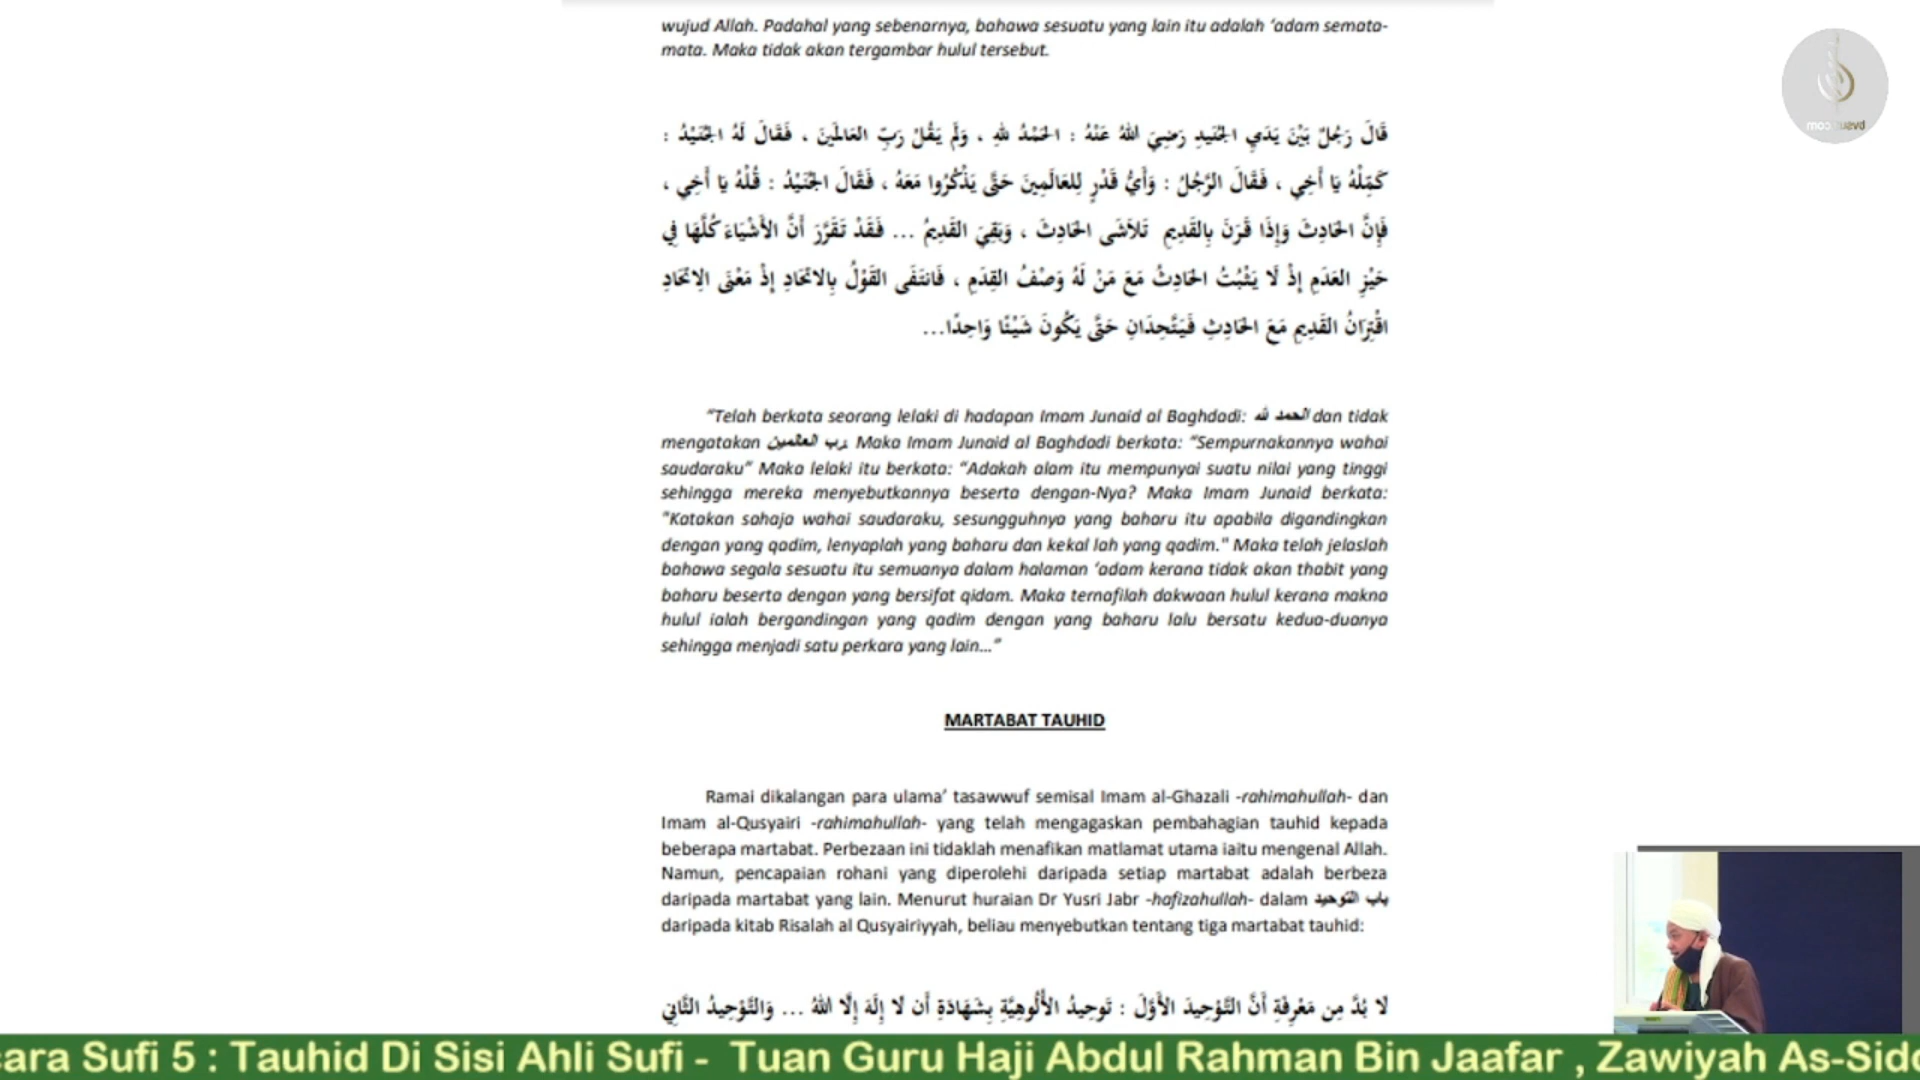 wujud Allah. Padahal yang sebenarnya, bahawa sesuatu yang lain itu adalah ‘adam semata-
mata. Maka tidak akan tergambar hulul tersebut.
قَالَ رَجُلٌ بَيْنَ يَدَيِ الجُنَيدِ رَضِيَ اللهُ عَنْهُ : الحَمْدُ للهِ ، وَلَمْ يَقُلْ رَبِّ العَالَمِينَ ، فَقَالَ لَهُ الجُنَيْدُ :
كَمِّلْهُ يَا أَخِي ، فَقَالَ الرَّجُلُ : وَأَيُّ قَدْرٍ لِلعَالَمِينَ حَتَّى يَذْكُرُوا مَعَهُ ، فَقَالَ الجُنَيْدُ : قُلْهُ يَا أَخِي ،
فَإِنَّ الحَادِثَ وَإِذَا قَرَنَ بِالقَدِيمِ تَلَاشَى الحَادِثَ ، وَبَقِيَ القَدِيمُ ... فَقَدْ تَقَرَّرَ أَنَّ الأَشْيَاءَ كُلَّهَا فِي
حَيْزِ العَدَمِ إِذْ لَا يَثْبُتُ الحَادِثُ مَعَ مَنْ لَهُ وَصْفُ القِدَمِ ، فَانتَفَى القَوْلُ بِالاتّحَادِ إِذْ مَعْنَى الِاتّحَادِ
اقْتِرَانُ القَدِيمِ مَعَ الحَادِثِ فَيَتَّحِدَانِ حَتَّى يَكُونَ شَيْئًا وَاحِدًا...
“Telah berkata seorang lelaki di hadapan Imam Junaid al Baghdadi: الحمد لله dan tidak
mengatakan رب العالمين. Maka Imam Junaid al Baghdadi berkata: “Sempurnakannya wahai
saudaraku” Maka lelaki itu berkata: “Adakah alam itu mempunyai suatu nilai yang tinggi
sehingga mereka menyebutkannya beserta dengan-Nya? Maka Imam Junaid berkata:
"Katakan sahaja wahai saudaraku, sesungguhnya yang baharu itu apabila digandingkan
dengan yang qadim, lenyaplah yang baharu dan kekal lah yang qadim." Maka telah jelaslah
bahawa segala sesuatu itu semuanya dalam halaman ‘adam kerana tidak akan thabit yang
baharu beserta dengan yang bersifat qidam. Maka ternafilah dakwaan hulul kerana makna
hulul ialah bergandingan yang qadim dengan yang baharu lalu bersatu kedua-duanya
sehingga menjadi satu perkara yang lain...”
MARTABAT TAUHID
Ramai dikalangan para ulama’ tasawwuf semisal Imam al-Ghazali -rahimahullah- dan
Imam al-Qusyairi -rahimahullah- yang telah mengagaskan pembahagian tauhid kepada
beberapa martabat. Perbezaan ini tidaklah menafikan matlamat utama iaitu mengenal Allah.
Namun, pencapaian rohani yang diperolehi daripada setiap martabat adalah berbeza
daripada martabat yang lain. Menurut huraian Dr Yusri Jabr -hafizahullah- dalam باب التوحيد
daripada kitab Risalah al Qusyairiyyah, beliau menyebutkan tentang tiga martabat tauhid:
لَا بُدَّ مِن مَعْرِفَةِ أَنَّ التَّوْحِيدَ الأَوَّلَ : تَوحِيدُ الأُلُوهِيَّةِ بِشَهَادَةِ أَن لَا إِلَهَ إِلَّا اللهُ ... وَالتَّوْحِيدُ الثَّانِي
sara Sufi 5 : Tauhid Di Sisi Ahli Sufi - Tuan Guru Haji Abdul Rahman Bin Jaafar , Zawiyah As-Sidd